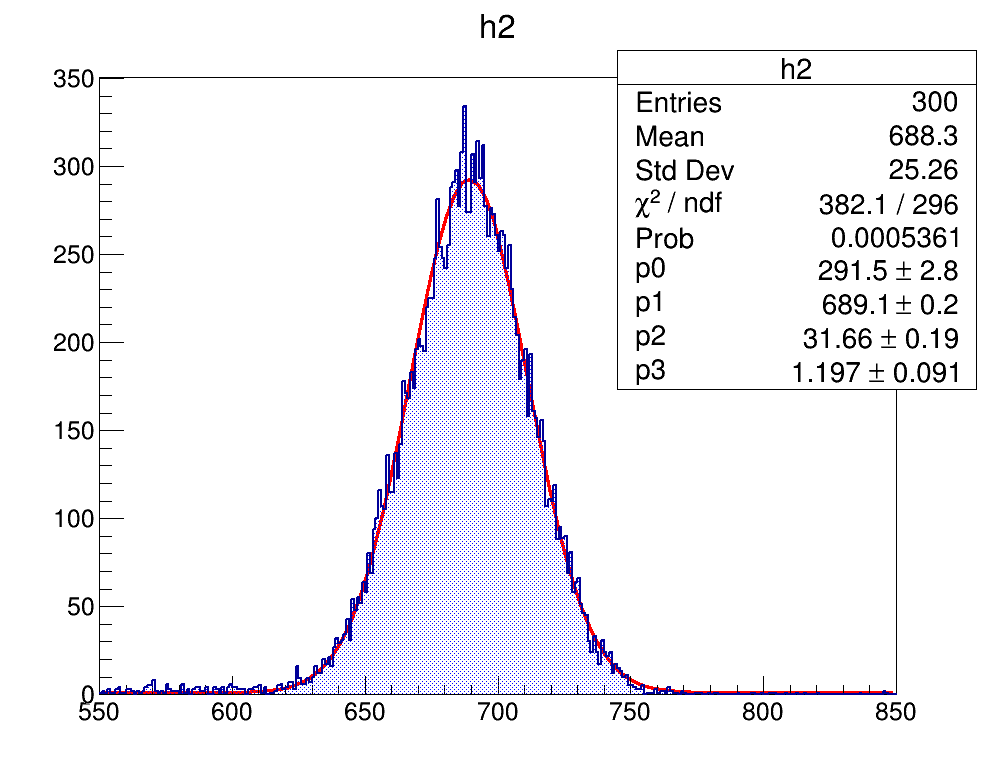 h2
h2
Entries 300
Mean 688.3
Std Dev 25.26
χ² / ndf 382.1 / 296
Prob 0.0005361
p0 291.5 ± 2.8
p1 689.1 ± 0.2
p2 31.66 ± 0.19
p3 1.197 ± 0.091
350
300
250
200
150
100
50
0
550 600 650 700 750 800 850